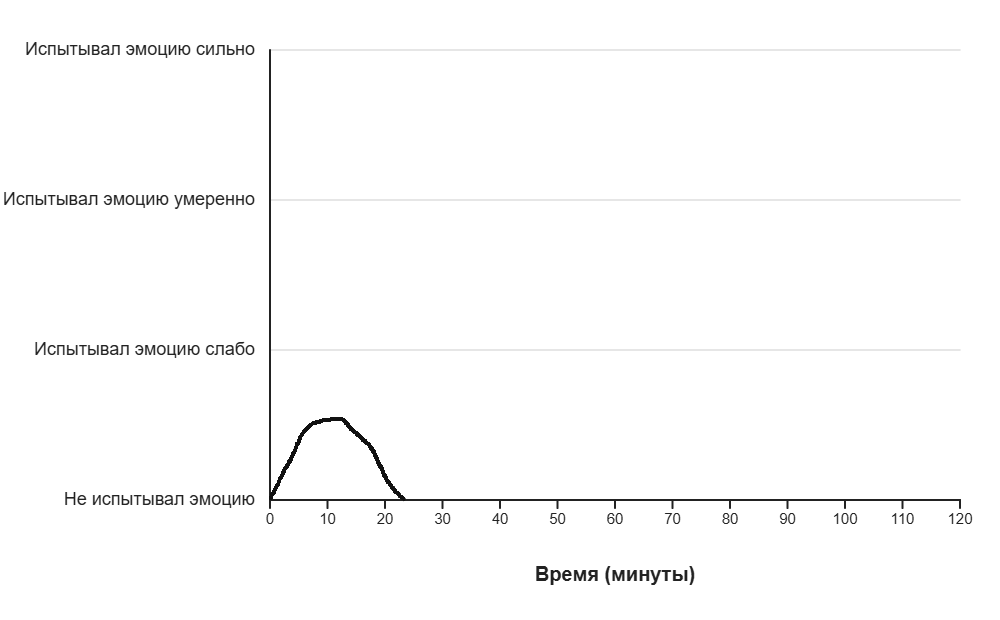 Испытывал эмоцию сильно
Испытывал эмоцию умеренно
Испытывал эмоцию слабо
Не испытывал эмоцию
0 10 20 30 40 50 60 70 80 90 100 110 120
Время (минуты)